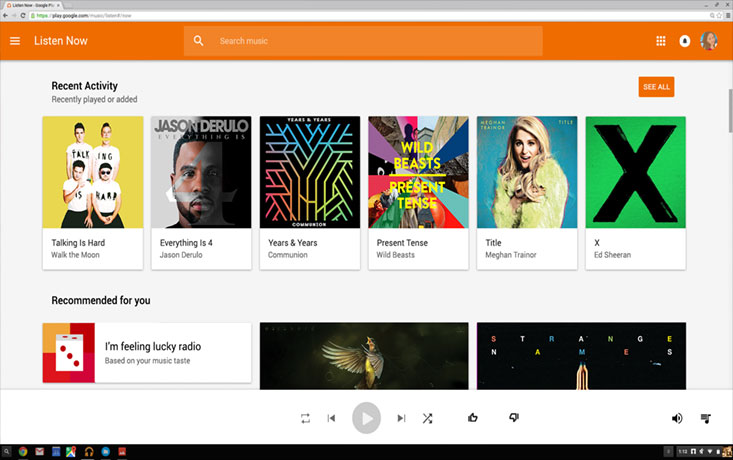 Listen Now - Google Pl
https://play.google.com/music/listen#/now
Listen Now
Search music
Recent Activity
Recently played or added
SEE ALL
TALK
ING
IS
HARD
JASON DERULO
EVERYTHING IS
YEARS & YEARS
COMMUNION
WILD
BEASTS
PRESENT
TENSE
MEGHAN
TRAINOR
TITLE
X
Talking Is Hard
Walk the Moon
Everything Is 4
Jason Derulo
Years & Years
Communion
Present Tense
Wild Beasts
Title
Meghan Trainor
X
Ed Sheeran
Recommended for you
I'm feeling lucky radio
Based on your music taste
STRANGE
NAMES